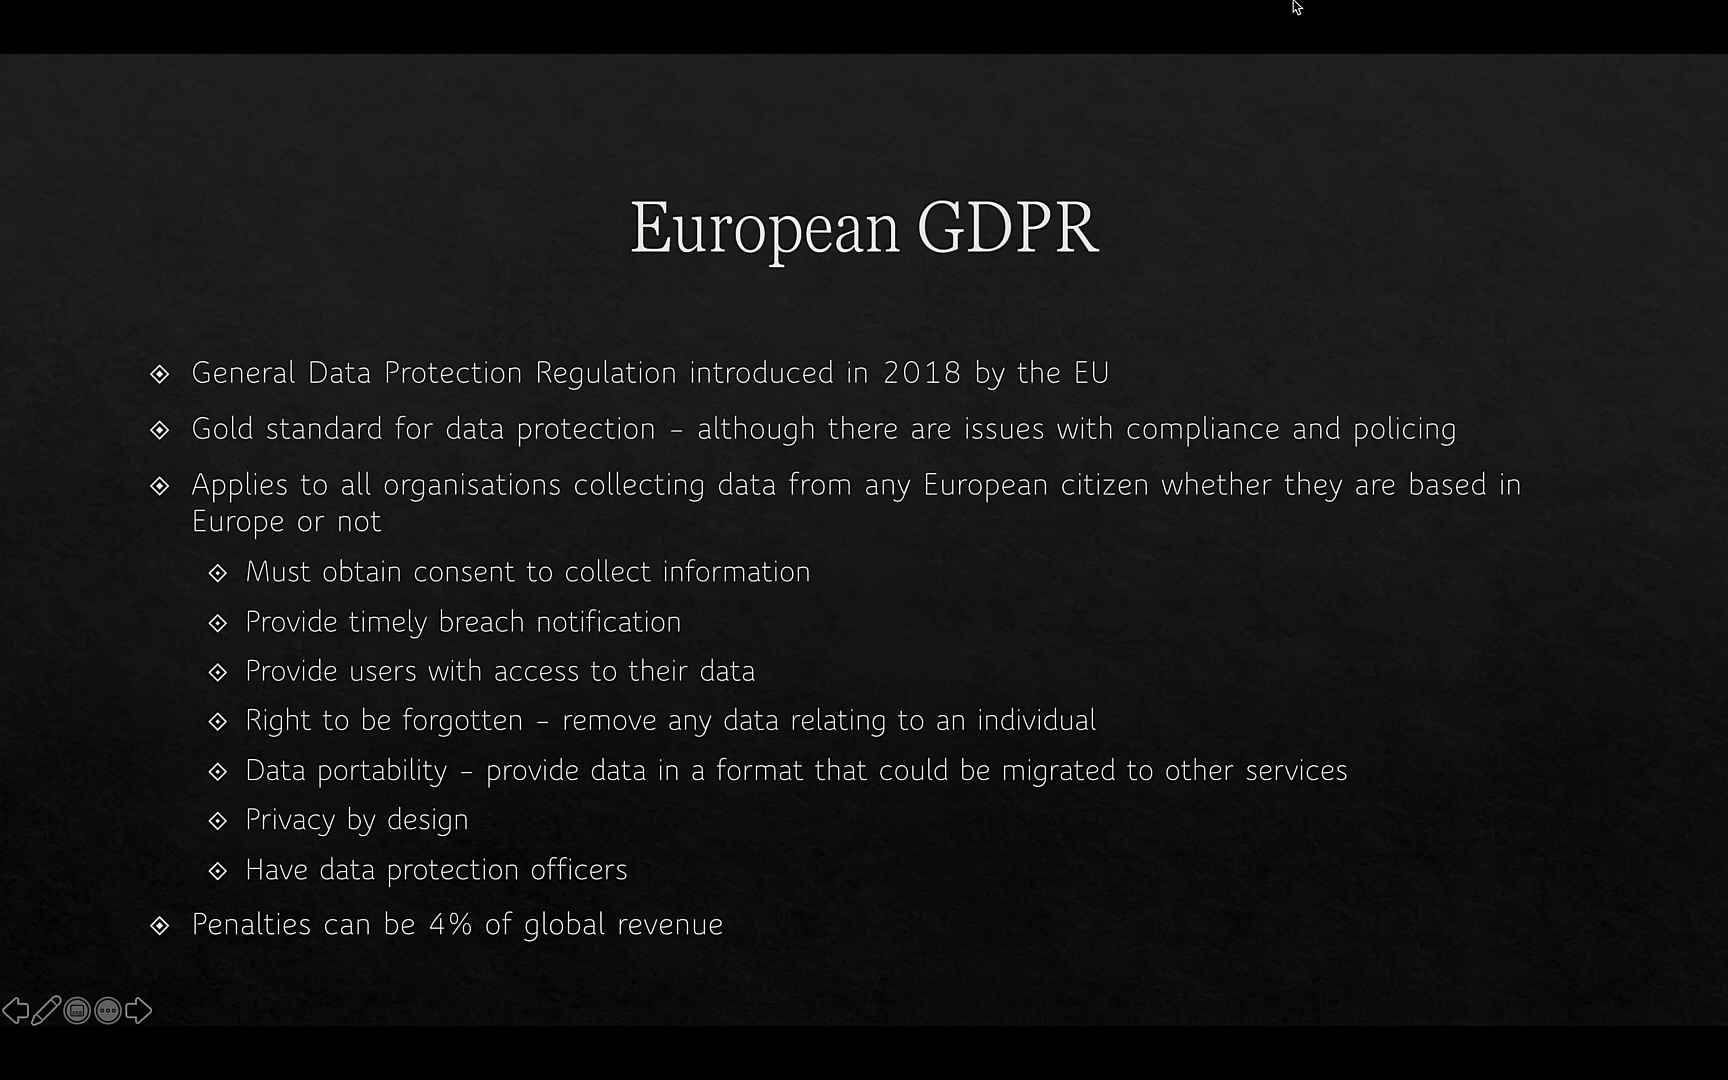 European GDPR
General Data Protection Regulation introduced in 2018 by the EU
Gold standard for data protection – although there are issues with compliance and policing
Applies to all organisations collecting data from any European citizen whether they are based in
Europe or not
Must obtain consent to collect information
Provide timely breach notification
Provide users with access to their data
Right to be forgotten – remove any data relating to an individual
Data portability – provide data in a format that could be migrated to other services
Privacy by design
Have data protection officers
Penalties can be 4% of global revenue